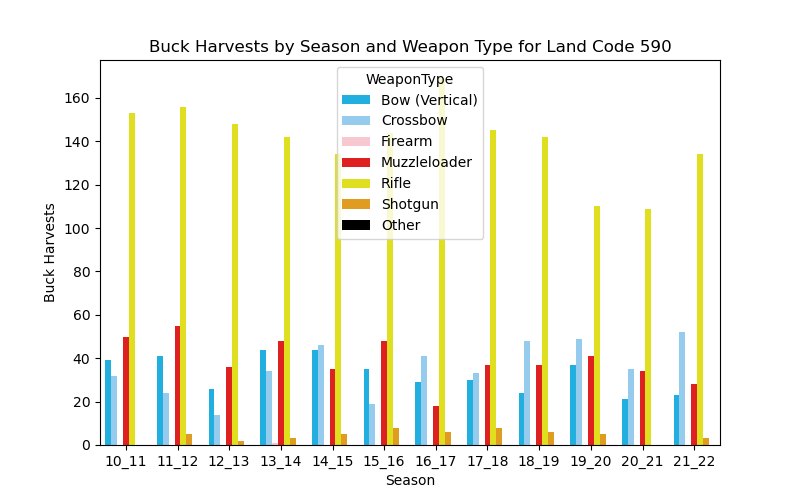 Buck Harvests by Season and Weapon Type for Land Code 590
WeaponType
Bow (Vertical)
Crossbow
Firearm
Muzzleloader
Rifle
Shotgun
Other
160
140
120
100
80
60
40
20
0
Buck Harvests
10_11 11_12 12_13 13_14 14_15 15_16 16_17 17_18 18_19 19_20 20_21 21_22
Season